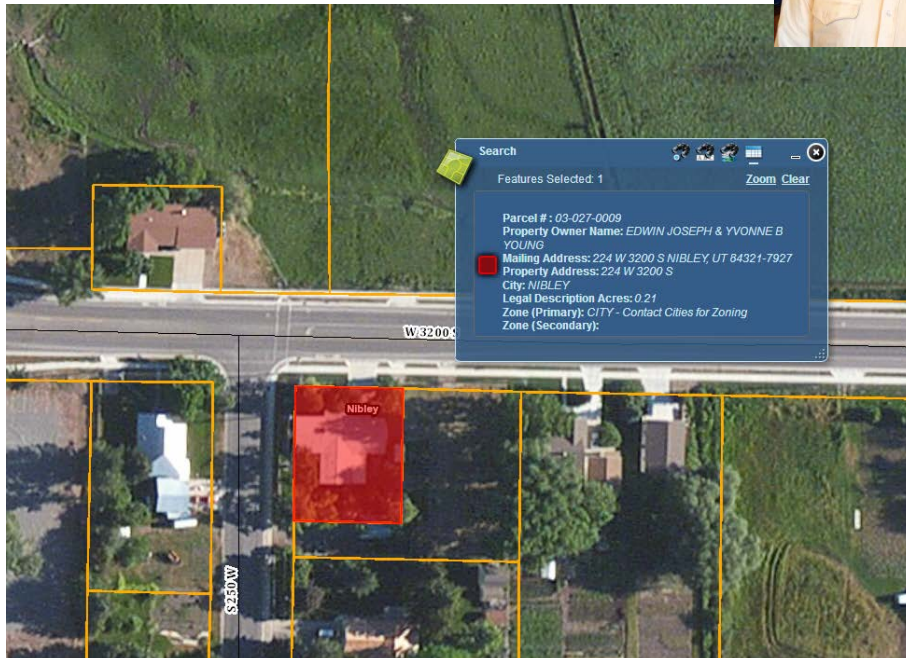 Search
Features Selected: 1 Zoom Clear
Parcel # : 03-027-0009
Property Owner Name: EDWIN JOSEPH & YVONNE B
YOUNG
Mailing Address: 224 W 3200 S NIBLEY, UT 84321-7927
Property Address: 224 W 3200 S
City: NIBLEY
Legal Description Acres: 0.21
Zone (Primary): CITY - Contact Cities for Zoning
Zone (Secondary):
W 3200 S
Nibley
S 250 W